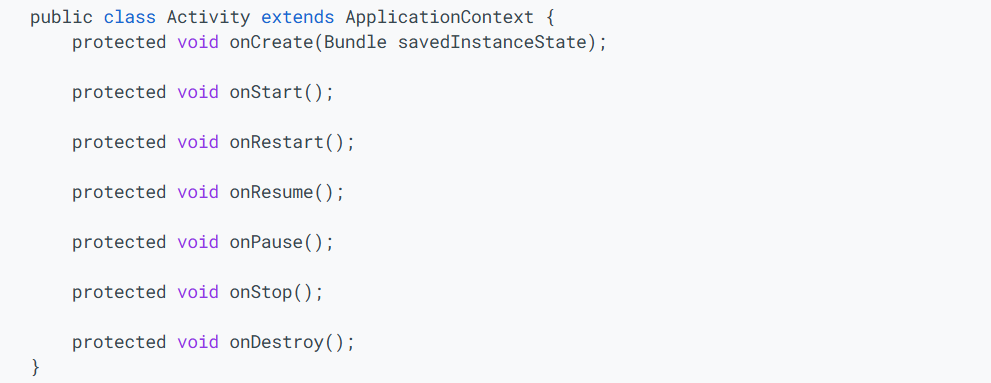 public class Activity extends ApplicationContext {
protected void onCreate(Bundle savedInstanceState);
protected void onStart();
protected void onRestart();
protected void onResume();
protected void onPause();
protected void onStop();
protected void onDestroy();
}